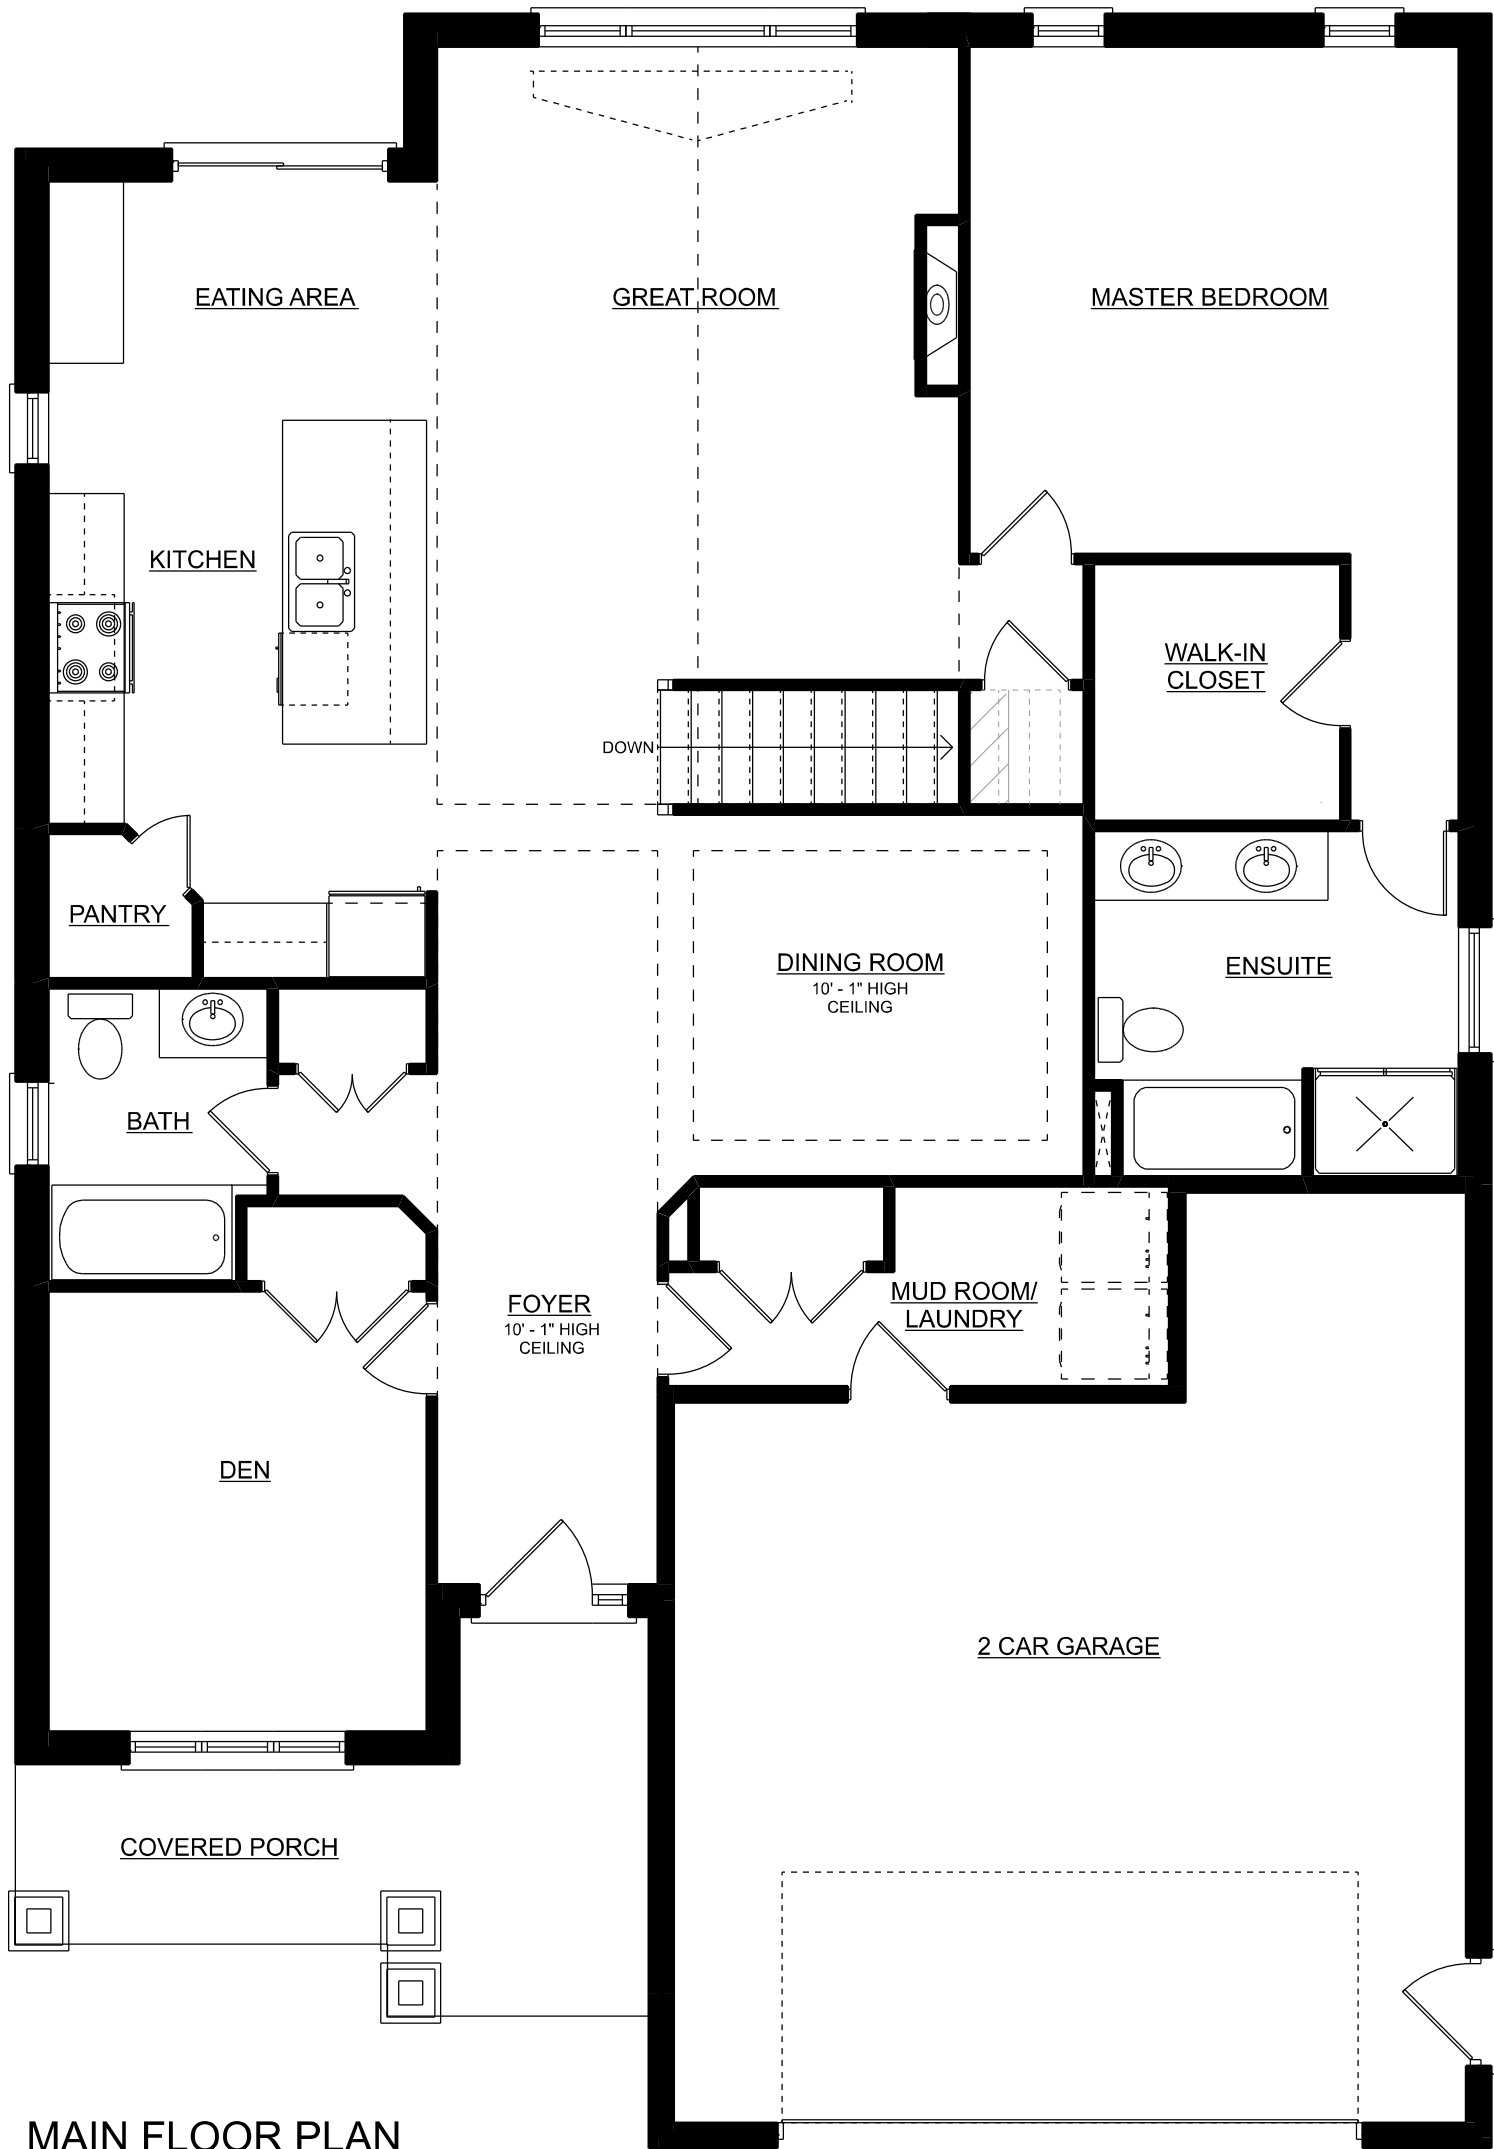 EATING AREA
GREAT ROOM
MASTER BEDROOM
KITCHEN
WALK-IN
CLOSET
DOWN
PANTRY
DINING ROOM
10' - 1" HIGH
CEILING
ENSUITE
BATH
FOYER
10' - 1" HIGH
CEILING
MUD ROOM/
LAUNDRY
DEN
2 CAR GARAGE
COVERED PORCH
MAIN FLOOR PLAN